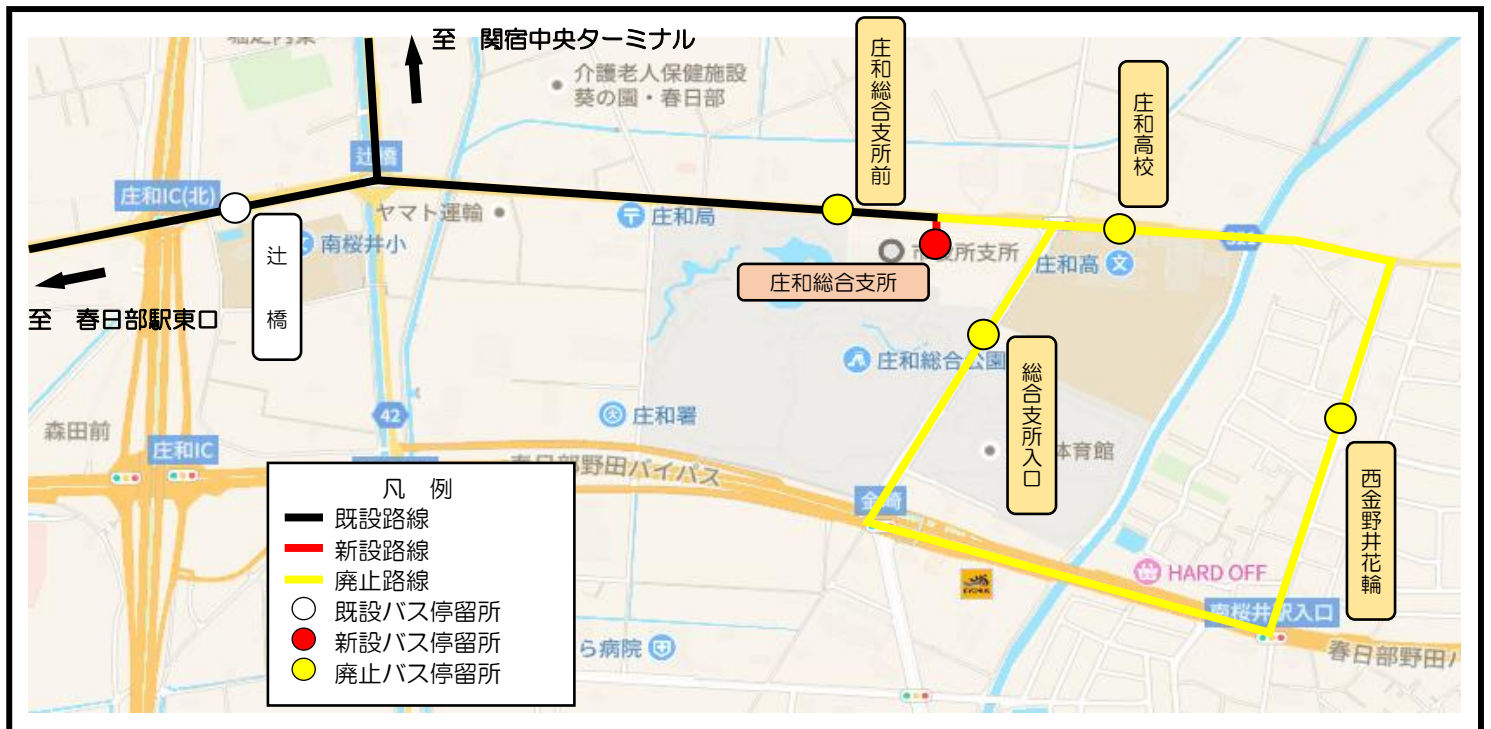 至 関宿中央ターミナル
介護老人保健施設
葵の園・春日部
庄和総合支所前
庄和高校
辻橋
庄和IC(北)
ヤマト運輸
庄和局
南桜井小
辻橋
市役所支所
庄和高
庄和総合支所
至 春日部駅東口
庄和総合公園
総合支所入口
42
庄和署
森田前
庄和IC
体育館
春日部野田バイパス
金崎
西金野井花輪
HARD OFF
南桜井駅入口
ら病院
春日部野田バ
凡 例
既設路線
新設路線
廃止路線
既設バス停留所
新設バス停留所
廃止バス停留所